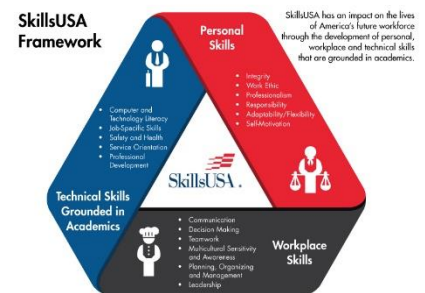 SkillsUSA
Framework
SkillsUSA has an impact on the lives
of America's future workforce
through the development of personal,
workplace and technical skills
that are grounded in academics.
Personal
Skills
• Integrity
• Work Ethic
• Professionalism
• Responsibility
• Adaptability/Flexibility
• Self-Motivation
• Computer and
Technology Literacy
• Job-Specific Skills
• Safety and Health
• Service Orientation
• Professional
Development
Technical Skills
Grounded in
Academics
SkillsUSA
• Communication
• Decision Making
• Teamwork
• Multicultural Sensitivity
and Awareness
• Planning, Organizing
and Management
• Leadership
Workplace
Skills